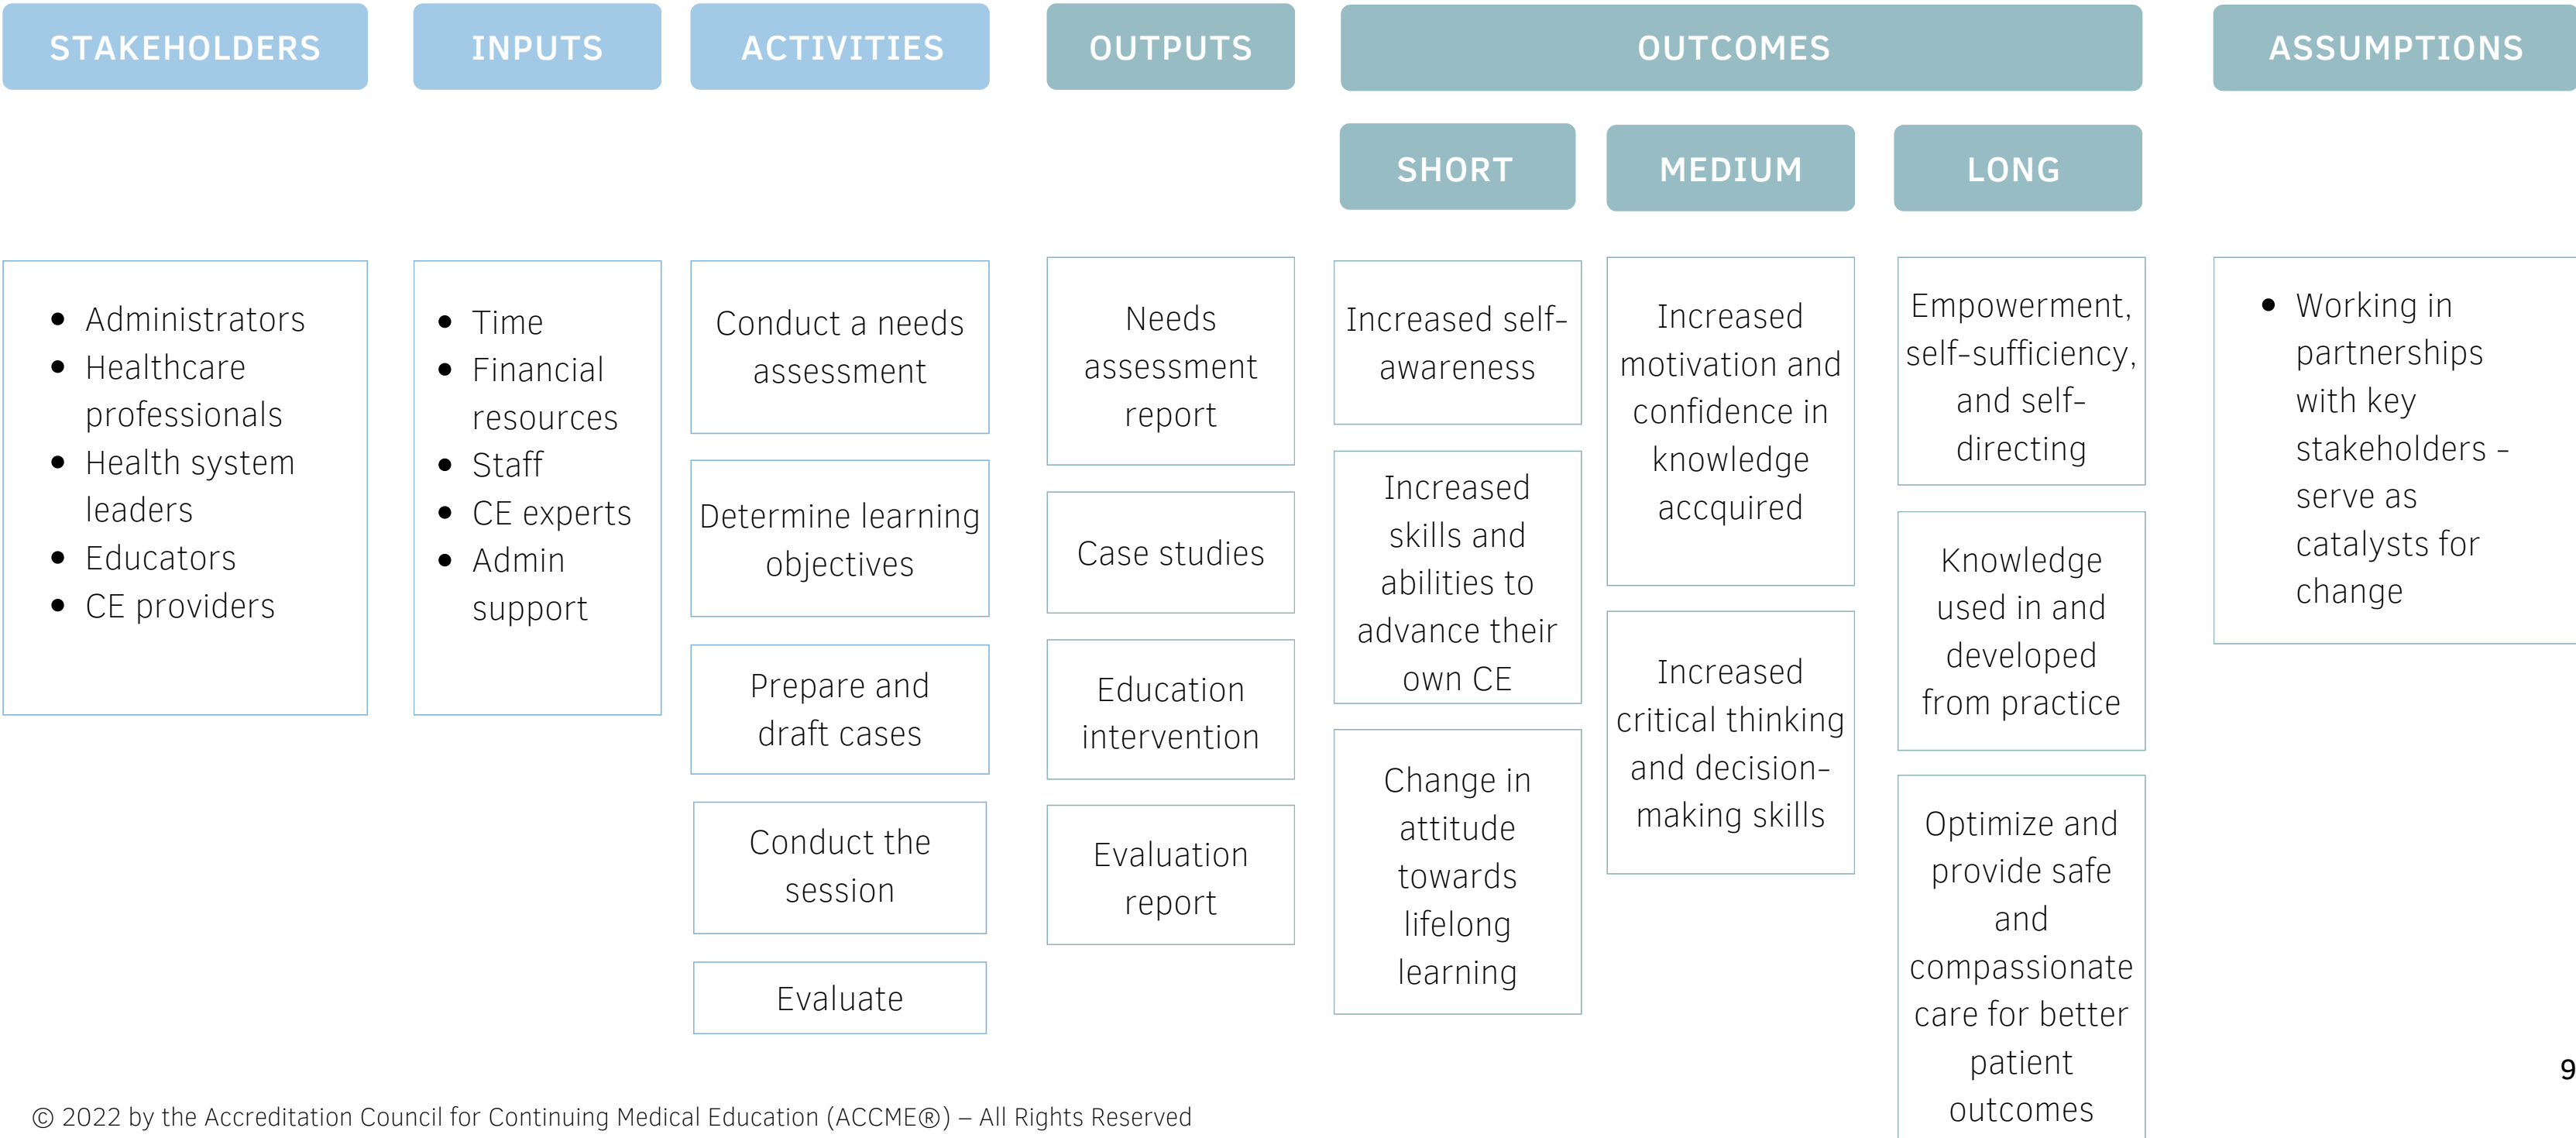 STAKEHOLDERS
INPUTS
ACTIVITIES
OUTPUTS
OUTCOMES
ASSUMPTIONS
SHORT
MEDIUM
LONG
• Administrators
• Healthcare
professionals
• Health system
leaders
• Educators
• CE providers
• Time
• Financial
resources
• Staff
• CE experts
• Admin
support
Conduct a needs
assessment
Determine learning
objectives
Prepare and
draft cases
Conduct the
session
Evaluate
Needs
assessment
report
Case studies
Education
intervention
Evaluation
report
Increased self-
awareness
Increased
skills and
abilities to
advance their
own CE
Change in
attitude
towards
lifelong
learning
Increased
motivation and
confidence in
knowledge
accquired
Increased
critical thinking
and decision-
making skills
Empowerment,
self-sufficiency,
and self-
directing
Knowledge
used in and
developed
from practice
Optimize and
provide safe
and
compassionate
care for better
patient
outcomes
• Working in
partnerships
with key
stakeholders -
serve as
catalysts for
change
9
© 2022 by the Accreditation Council for Continuing Medical Education (ACCME®) – All Rights Reserved